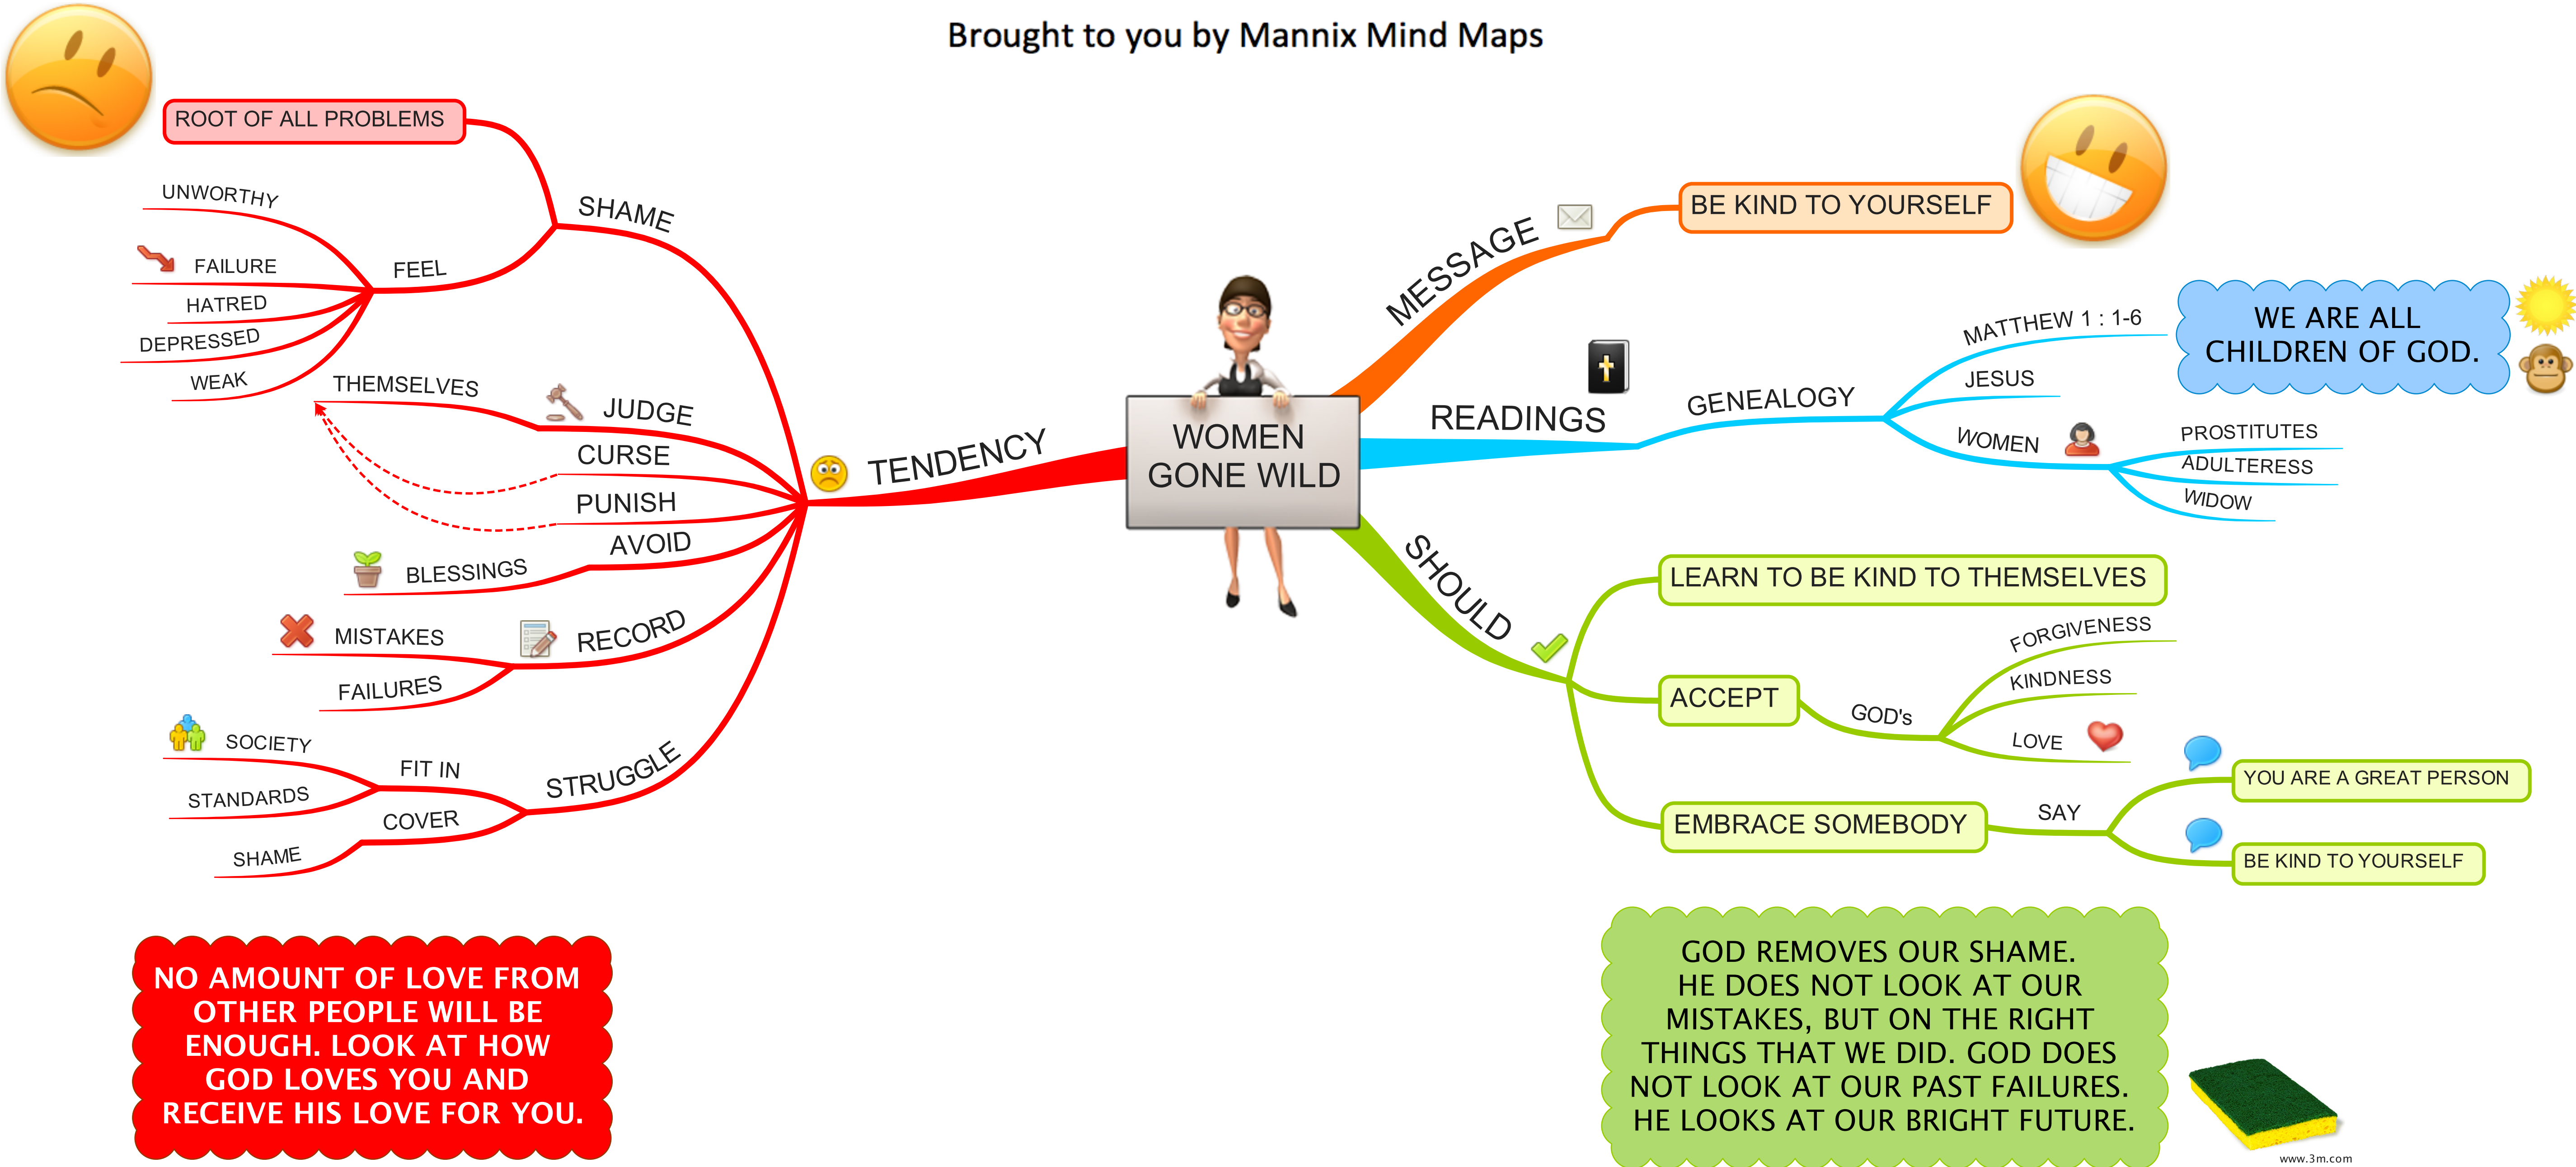 Brought to you by Mannix Mind Maps
WOMEN
GONE WILD
MESSAGE
BE KIND TO YOURSELF
READINGS
GENEALOGY
MATTHEW 1 : 1-6
JESUS
WOMEN
PROSTITUTES
ADULTERESS
WIDOW
WE ARE ALL
CHILDREN OF GOD.
SHOULD
LEARN TO BE KIND TO THEMSELVES
ACCEPT
GOD's
FORGIVENESS
KINDNESS
LOVE
EMBRACE SOMEBODY
SAY
YOU ARE A GREAT PERSON
BE KIND TO YOURSELF
TENDENCY
SHAME
ROOT OF ALL PROBLEMS
FEEL
UNWORTHY
FAILURE
HATRED
DEPRESSED
WEAK
JUDGE
THEMSELVES
CURSE
PUNISH
AVOID
BLESSINGS
RECORD
MISTAKES
FAILURES
STRUGGLE
FIT IN
SOCIETY
STANDARDS
COVER
SHAME
NO AMOUNT OF LOVE FROM
OTHER PEOPLE WILL BE
ENOUGH. LOOK AT HOW
GOD LOVES YOU AND
RECEIVE HIS LOVE FOR YOU.
GOD REMOVES OUR SHAME.
HE DOES NOT LOOK AT OUR
MISTAKES, BUT ON THE RIGHT
THINGS THAT WE DID. GOD DOES
NOT LOOK AT OUR PAST FAILURES.
HE LOOKS AT OUR BRIGHT FUTURE.
www.3m.com